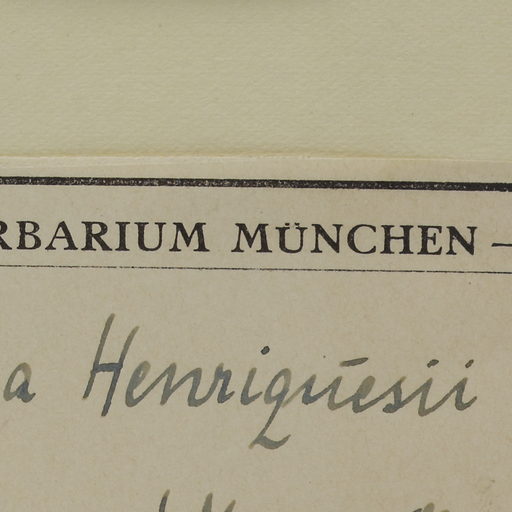 RBARIUM MÜNCHEN –
a Henriquesii